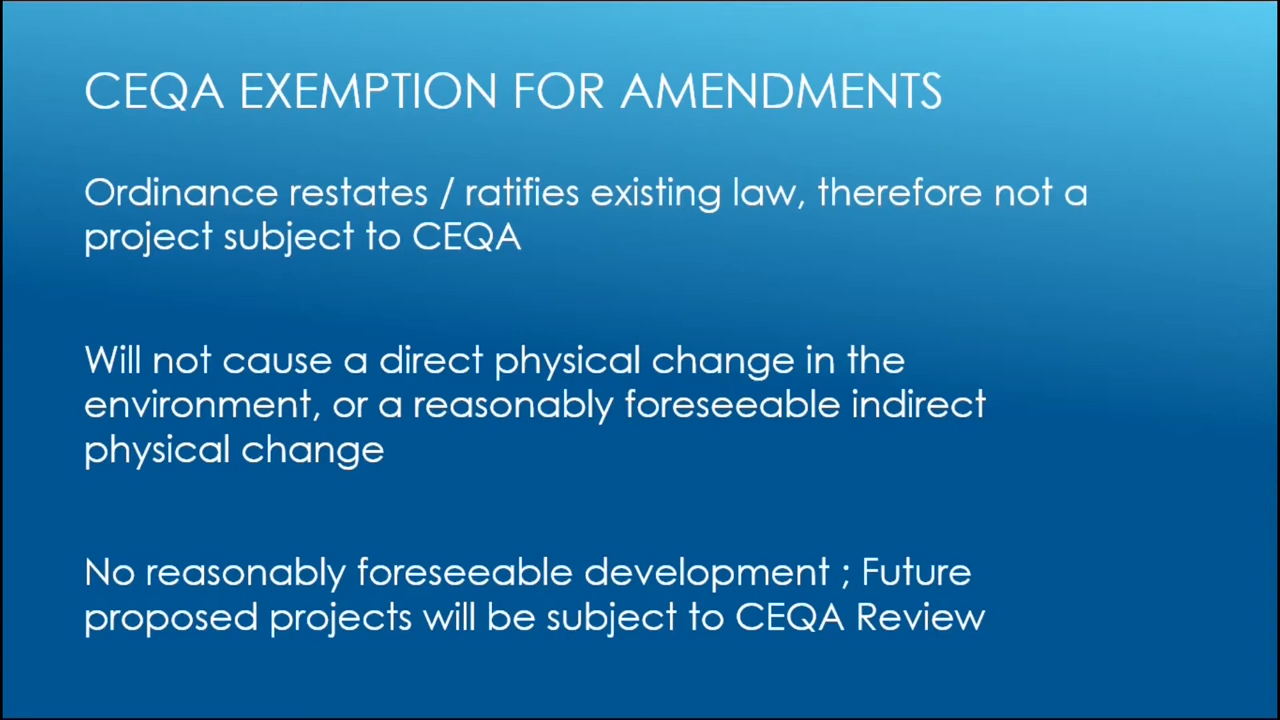 CEQA EXEMPTION FOR AMENDMENTS
Ordinance restates / ratifies existing law, therefore not a
project subject to CEQA
Will not cause a direct physical change in the
environment, or a reasonably foreseeable indirect
physical change
No reasonably foreseeable development ; Future
proposed projects will be subject to CEQA Review